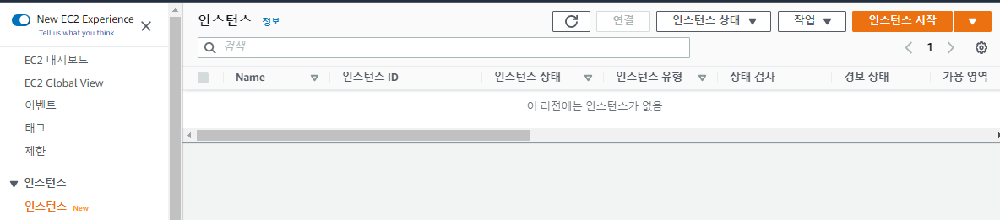 New EC2 Experience
Tell us what you think
EC2 대시보드
EC2 Global View
이벤트
태그
제한
인스턴스
인스턴스 New
인스턴스 정보 연결 인스턴스 상태 작업 인스턴스 시작
검색 1
Name 인스턴스 ID 인스턴스 상태 인스턴스 유형 상태 검사 경보 상태 가용 영역
이 리전에는 인스턴스가 없음